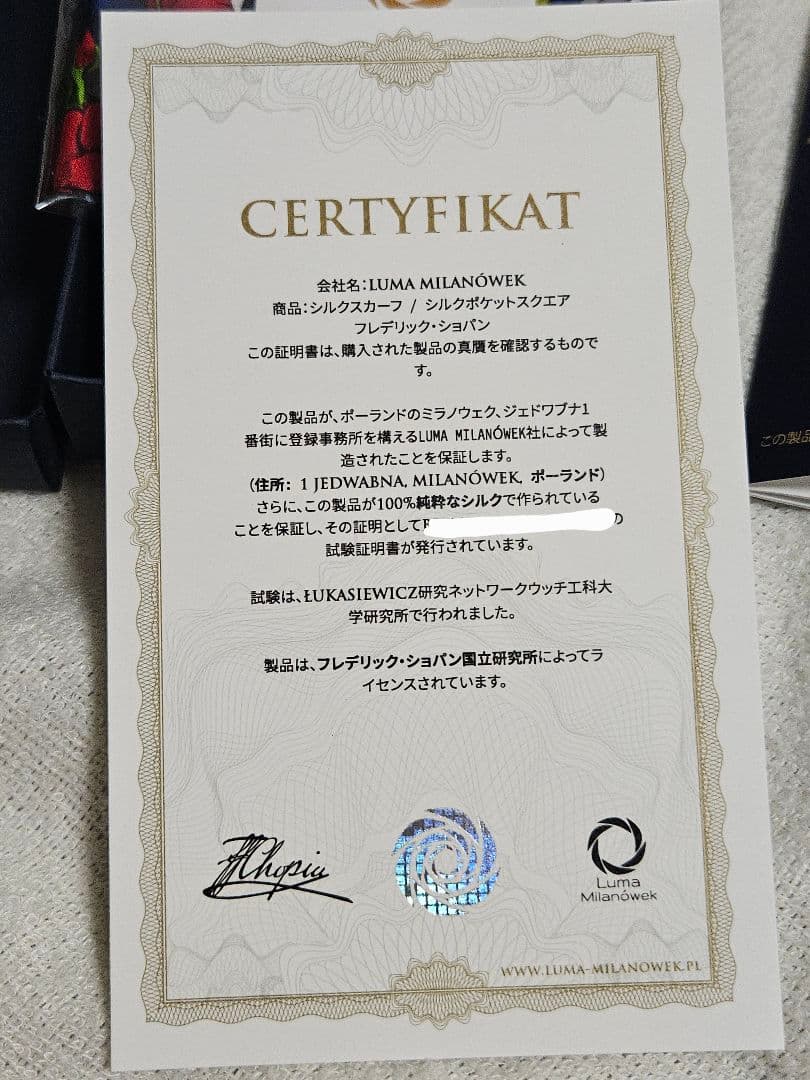 CERTYFIKAT
会社名:LUMA MILANÓWEK
商品:シルクスカーフ / シルクポケットスクエア
フレデリック・ショパン
この証明書は、購入された製品の真贋を確認するもので
す。
この製品が、ポーランドのミラノウェク、ジェドワブナ1
番街に登録事務所を構えるLUMA MILANÓWEK社によって製
造されたことを保証します。
(住所: 1 JEDWABNA, MILANÓWEK, ポーランド)
さらに、この製品が100%純粋なシルクで作られている
ことを保証し、その証明として の
試験証明書が発行されています。
試験は、ŁUKASIEWICZ研究ネットワークウッチ工科大
学研究所で行われました。
製品は、フレデリック・ショパン国立研究所によってラ
イセンスされています。
FFChopin
Luma
Milanówek
WWW.LUMA-MILANOWEK.PL
この製品